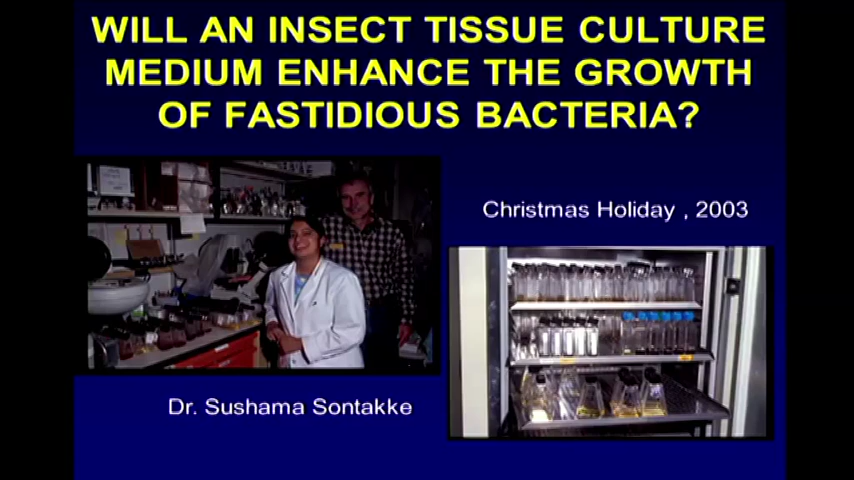 WILL AN INSECT TISSUE CULTURE
MEDIUM ENHANCE THE GROWTH
OF FASTIDIOUS BACTERIA?
Christmas Holiday , 2003
Dr. Sushama Sontakke